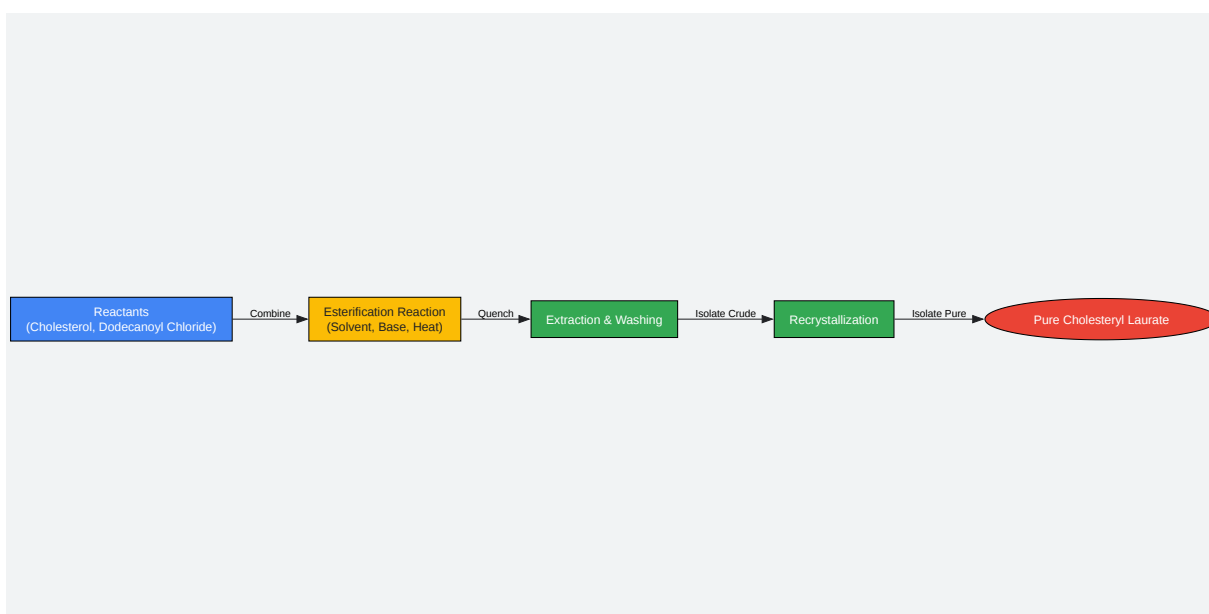 Reactants
(Cholesterol, Dodecanoyl Chloride)
Combine
Esterification Reaction
(Solvent, Base, Heat)
Quench
Extraction & Washing
Isolate Crude
Recrystallization
Isolate Pure
Pure Cholesteryl Laurate